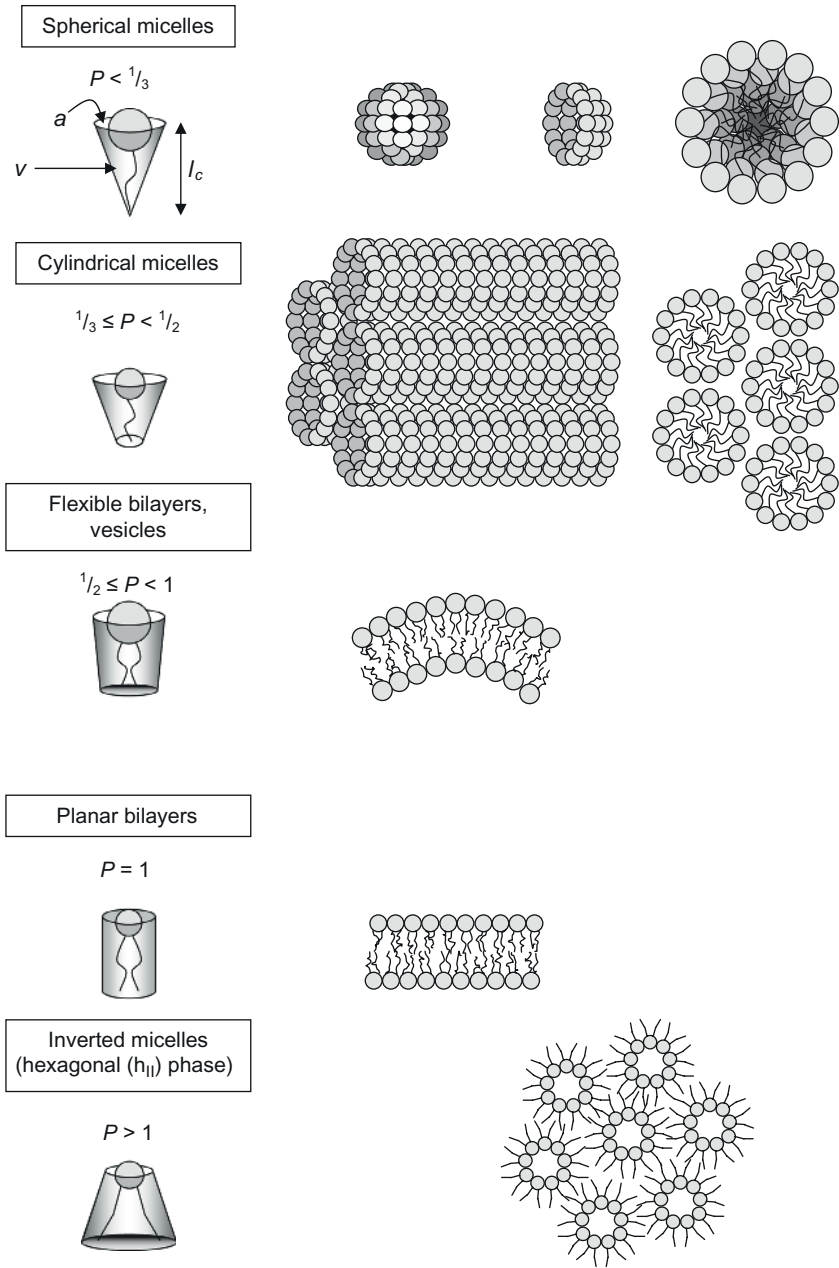 Spherical micelles
P < 1/3
a
v
lc
Cylindrical micelles
1/3 ≤ P < 1/2
Flexible bilayers,
vesicles
1/2 ≤ P < 1
Planar bilayers
P = 1
Inverted micelles
(hexagonal (hII) phase)
P > 1